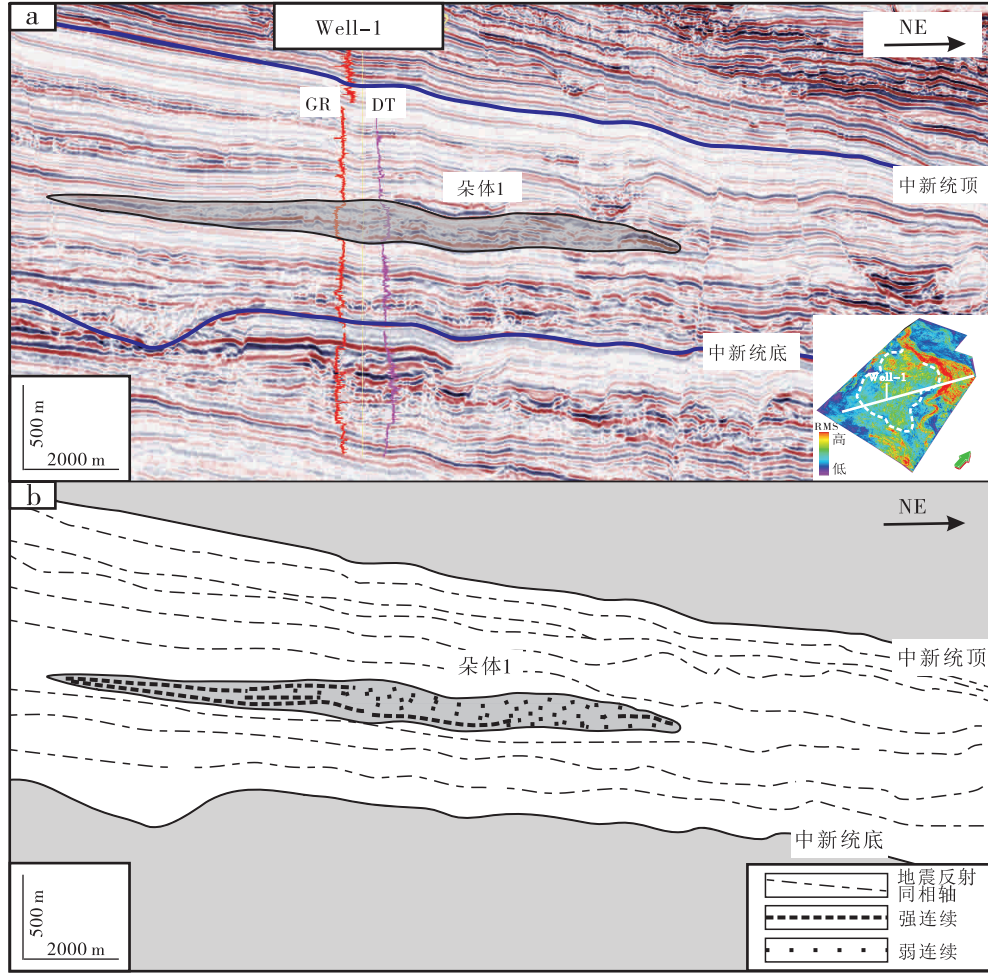 a
Well-1
NE
GR
DT
朵体1
中新统顶
中新统底
500 m
2000 m
Well-1
RMS
高
低
b
NE
朵体1
中新统顶
中新统底
500 m
2000 m
地震反射
同相轴
强连续
弱连续